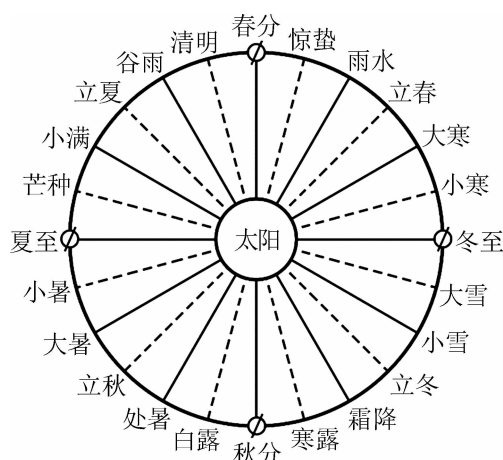 春分
惊蛰
雨水
立春
大寒
小寒
冬至
大雪
小雪
立冬
霜降
寒露
秋分
白露
处暑
立秋
大暑
小暑
夏至
芒种
小满
立夏
谷雨
清明
太阳